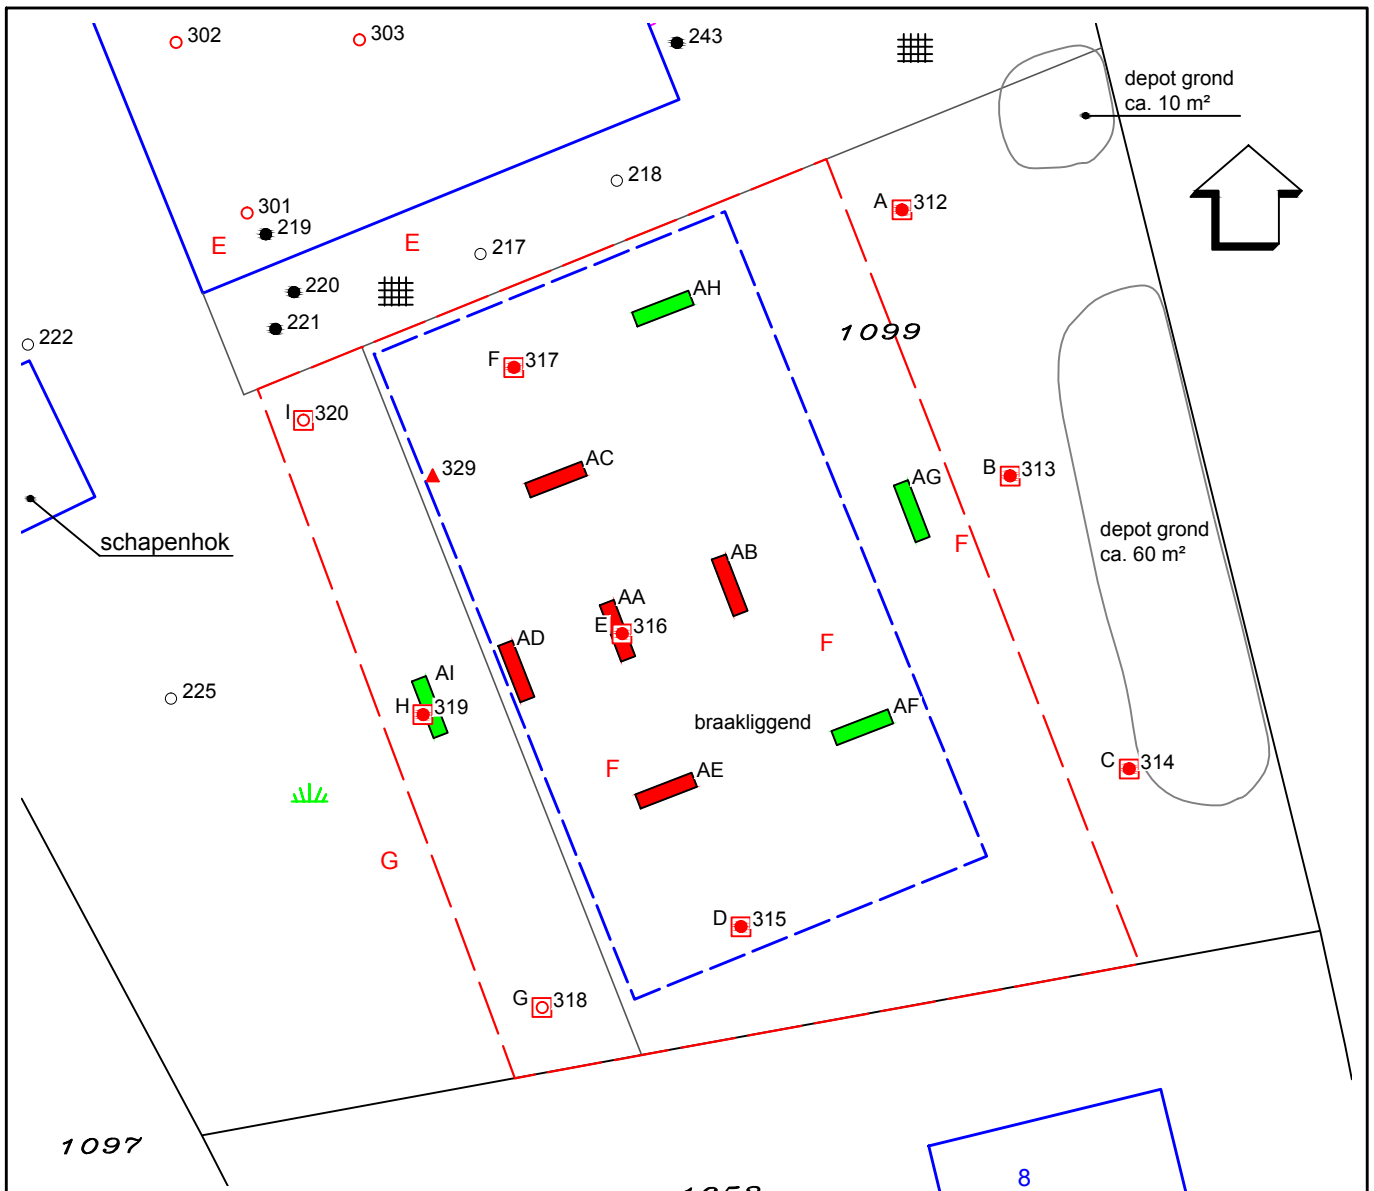 302
303
243
depot grond
ca. 10 m²
218
A 312
301
219
E
E
217
220
AH
221
1099
222
F 317
I 320
329
AC
B 313
AG
depot grond
ca. 60 m²
schapenhok
F
AB
AA
E 316
AD
F
AI
225
H 319
braakliggend
AF
F
AE
C 314
G
D 315
G 318
1097
8